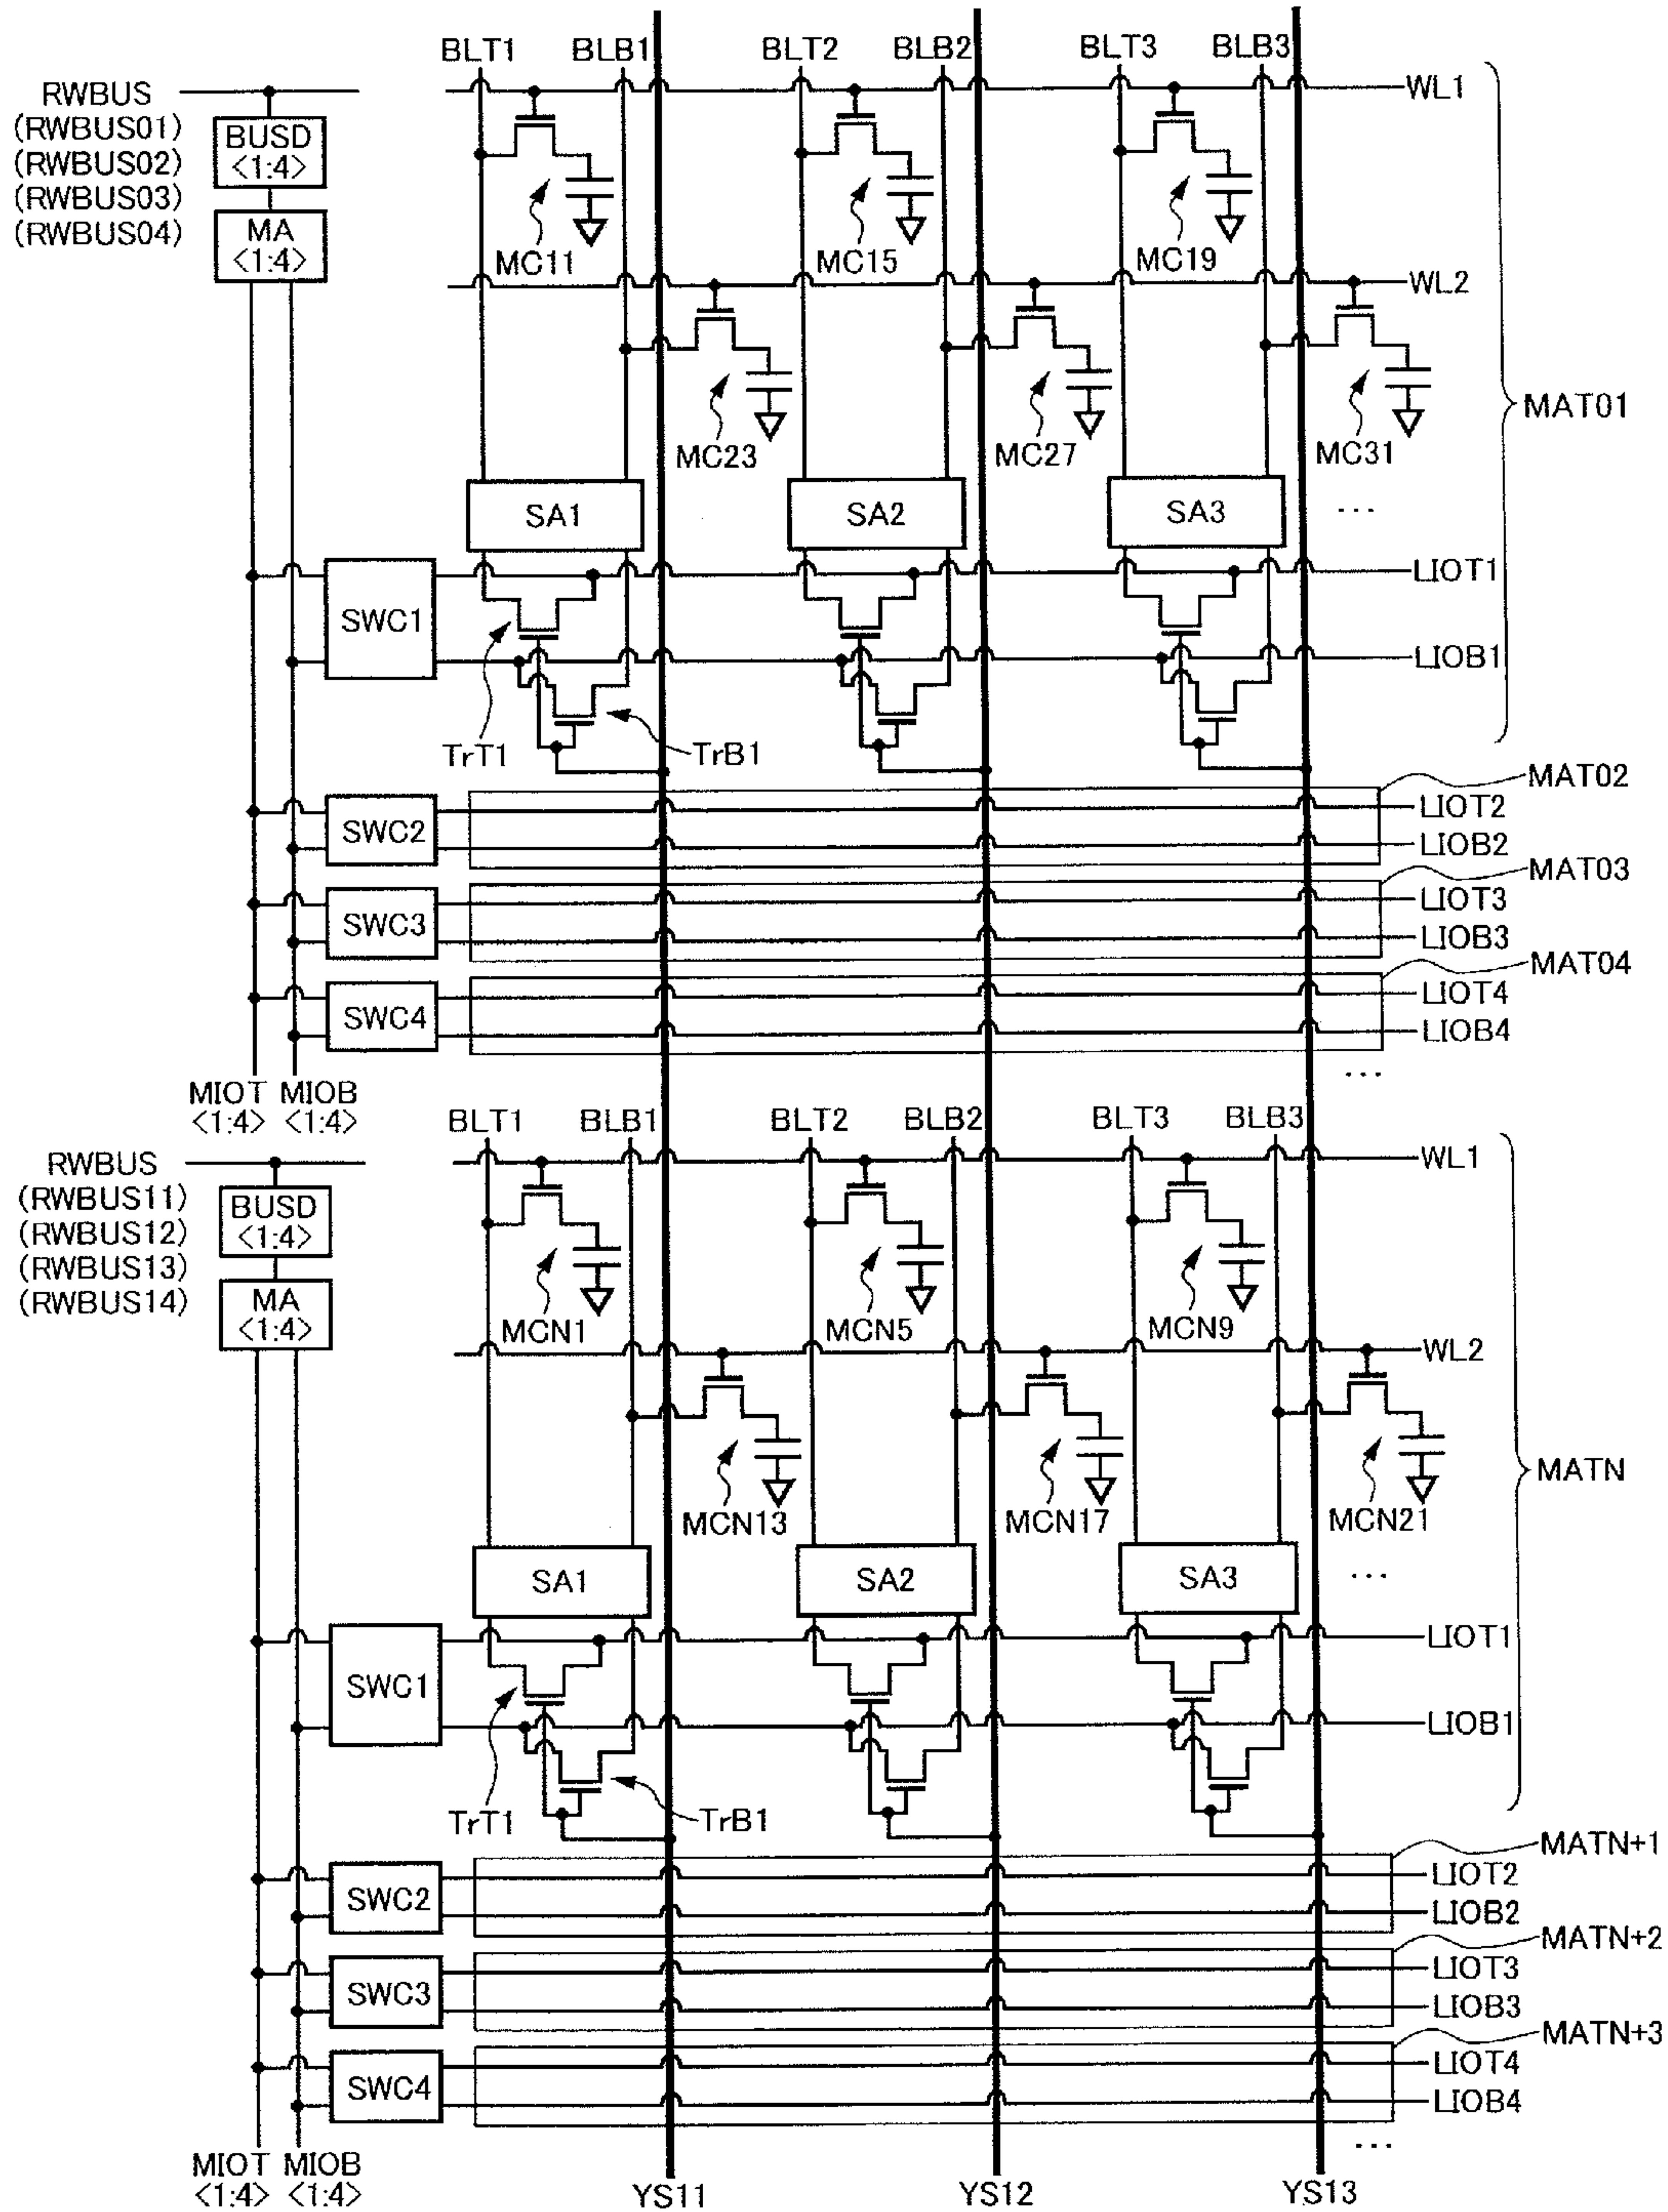 BLT1 BLB1 BLT2 BLB2 BLT3 BLB3
RWBUS
(RWBUS01)
(RWBUS02)
(RWBUS03)
(RWBUS04)
BUSD
<1:4>
MA
<1:4>
WL1
MC11 MC15 MC19
WL2
MC23 MC27 MC31
MAT01
SA1 SA2 SA3 ...
SWC1
LIOT1
LIOB1
TrT1 TrB1
MAT02
SWC2
LIOT2
LIOB2
MAT03
SWC3
LIOT3
LIOB3
MAT04
SWC4
LIOT4
LIOB4
...
MIOT MIOB
<1:4> <1:4>
BLT1 BLB1 BLT2 BLB2 BLT3 BLB3
RWBUS
(RWBUS11)
(RWBUS12)
(RWBUS13)
(RWBUS14)
BUSD
<1:4>
MA
<1:4>
WL1
MCN1 MCN5 MCN9
WL2
MCN13 MCN17 MCN21
MATN
SA1 SA2 SA3 ...
SWC1
LIOT1
LIOB1
TrT1 TrB1
MATN+1
SWC2
LIOT2
LIOB2
MATN+2
SWC3
LIOT3
LIOB3
MATN+3
SWC4
LIOT4
LIOB4
...
MIOT MIOB
<1:4> <1:4>
YS11 YS12 YS13